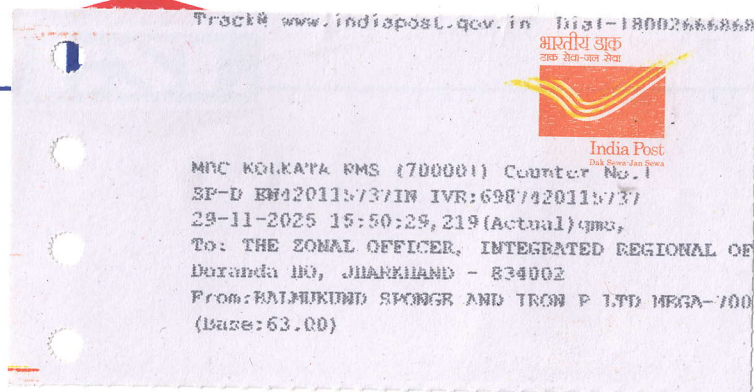 Track@ www.indiapost.gov.in Dial-18002666868
भारतीय डाक
डाक सेवा-जन सेवा
India Post
Dak Sewa-Jan Sewa
MBC KOLKATA RMS (700001) Counter No.1
SP-D EW420115737IN IVR:6987420115737
29-11-2025 15:50:29,219(Actual)gms,
To: THE ZONAL OFFICER, INTEGRATED REGIONAL OF
Doranda HO, JHARKHAND - 834002
From:BALMUKUND SPONGE AND IRON P LTD MEGA-700
(Base:63.00)